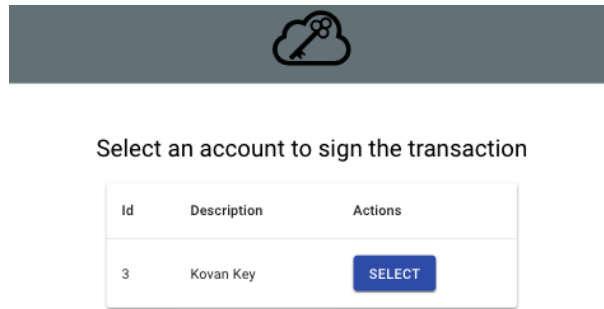 Select an account to sign the transaction
Id Description Actions
3 Kovan Key SELECT